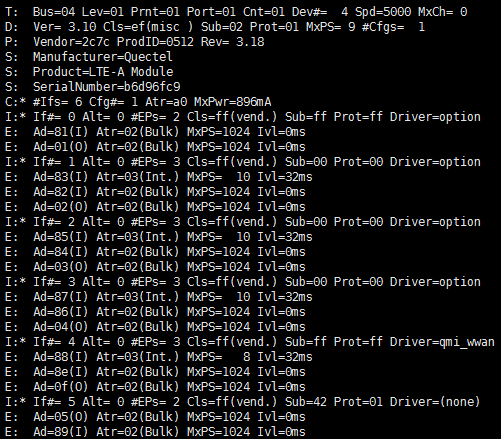 T:  Bus=04 Lev=01 Prnt=01 Port=01 Cnt=01 Dev#=  4 Spd=5000 MxCh= 0
D:  Ver= 3.10 Cls=ef(misc ) Sub=02 Prot=01 MxPS= 9 #Cfgs=  1
P:  Vendor=2c7c ProdID=0512 Rev= 3.18
S:  Manufacturer=Quectel
S:  Product=LTE-A Module
S:  SerialNumber=b6d96fc9
C:* #Ifs= 6 Cfg#= 1 Atr=a0 MxPwr=896mA
I:* If#= 0 Alt= 0 #EPs= 2 Cls=ff(vend.) Sub=ff Prot=ff Driver=option
E:  Ad=81(I) Atr=02(Bulk) MxPS=1024 Ivl=0ms
E:  Ad=01(O) Atr=02(Bulk) MxPS=1024 Ivl=0ms
I:* If#= 1 Alt= 0 #EPs= 3 Cls=ff(vend.) Sub=00 Prot=00 Driver=option
E:  Ad=83(I) Atr=03(Int.) MxPS=  10 Ivl=32ms
E:  Ad=82(I) Atr=02(Bulk) MxPS=1024 Ivl=0ms
E:  Ad=02(O) Atr=02(Bulk) MxPS=1024 Ivl=0ms
I:* If#= 2 Alt= 0 #EPs= 3 Cls=ff(vend.) Sub=00 Prot=00 Driver=option
E:  Ad=85(I) Atr=03(Int.) MxPS=  10 Ivl=32ms
E:  Ad=84(I) Atr=02(Bulk) MxPS=1024 Ivl=0ms
E:  Ad=03(O) Atr=02(Bulk) MxPS=1024 Ivl=0ms
I:* If#= 3 Alt= 0 #EPs= 3 Cls=ff(vend.) Sub=00 Prot=00 Driver=option
E:  Ad=87(I) Atr=03(Int.) MxPS=  10 Ivl=32ms
E:  Ad=86(I) Atr=02(Bulk) MxPS=1024 Ivl=0ms
E:  Ad=04(O) Atr=02(Bulk) MxPS=1024 Ivl=0ms
I:* If#= 4 Alt= 0 #EPs= 3 Cls=ff(vend.) Sub=ff Prot=ff Driver=qmi_wwan
E:  Ad=88(I) Atr=03(Int.) MxPS=   8 Ivl=32ms
E:  Ad=8e(I) Atr=02(Bulk) MxPS=1024 Ivl=0ms
E:  Ad=0f(O) Atr=02(Bulk) MxPS=1024 Ivl=0ms
I:* If#= 5 Alt= 0 #EPs= 2 Cls=ff(vend.) Sub=42 Prot=01 Driver=(none)
E:  Ad=05(O) Atr=02(Bulk) MxPS=1024 Ivl=0ms
E:  Ad=89(I) Atr=02(Bulk) MxPS=1024 Ivl=0ms